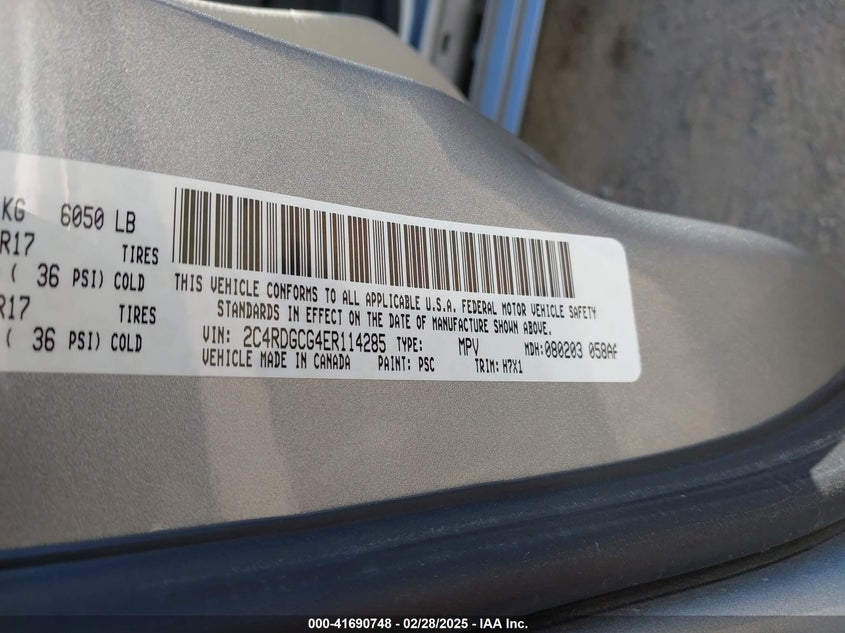 KG 6050 LB
R17 TIRES
( 36 PSI) COLD
R17 TIRES
( 36 PSI) COLD
THIS VEHICLE CONFORMS TO ALL APPLICABLE U.S.A. FEDERAL MOTOR VEHICLE SAFETY
STANDARDS IN EFFECT ON THE DATE OF MANUFACTURE SHOWN ABOVE.
VIN: 2C4RDGCG4ER114285 TYPE: MPV MDH:080203 058AF
VEHICLE MADE IN CANADA PAINT: PSC TRIM: H7X1
000-41690748 - 02/28/2025 - IAA Inc.